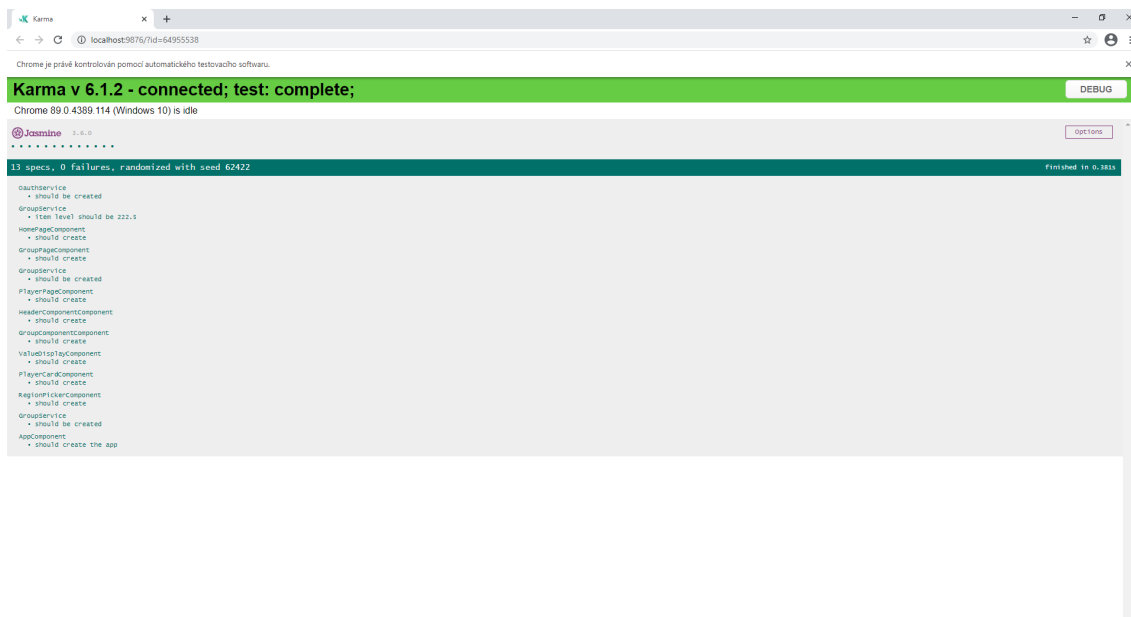 Karma
localhost:9876/?id=64955538
Chrome je právě kontrolován pomocí automatického testovacího softwaru.
Karma v 6.1.2 - connected; test: complete;
DEBUG
Chrome 89.0.4389.114 (Windows 10) is idle
Jasmine 3.6.0
Options
13 specs, 0 failures, randomized with seed 62422
finished in 0.381s
OauthService
• should be created
GroupService
• item level should be 222.5
HomePageComponent
• should create
GroupPageComponent
• should create
GroupService
• should be created
PlayerPageComponent
• should create
HeaderComponentComponent
• should create
GroupComponentComponent
• should create
ValueDisplayComponent
• should create
PlayerCardComponent
• should create
RegionPickerComponent
• should create
GroupService
• should be created
AppComponent
• should create the app